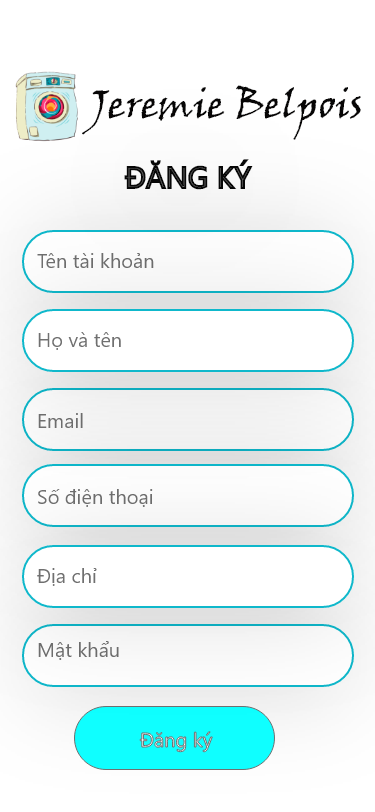 Jeremie Belpois
ĐĂNG KÝ
Tên tài khoản
Họ và tên
Email
Số điện thoại
Địa chỉ
Mật khẩu
Đăng ký